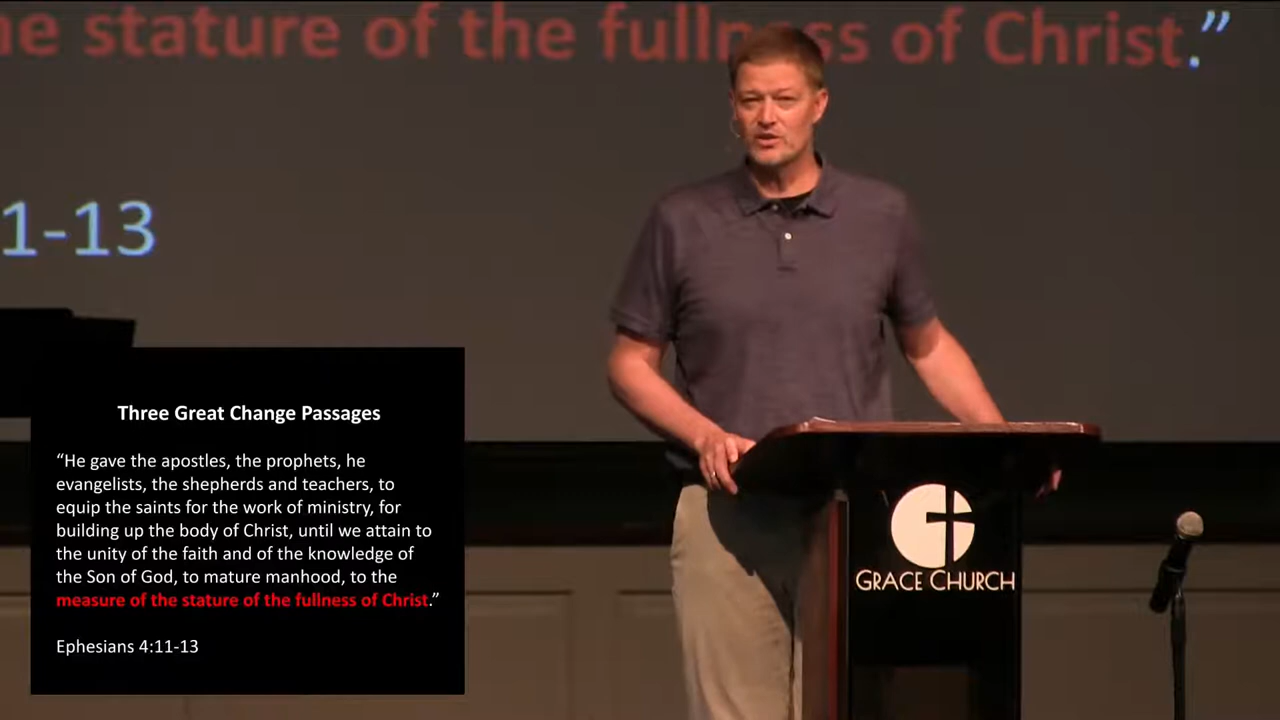 e stature of the fullness of Christ.”
1-13
Three Great Change Passages
“He gave the apostles, the prophets, he
evangelists, the shepherds and teachers, to
equip the saints for the work of ministry, for
building up the body of Christ, until we attain to
the unity of the faith and of the knowledge of
the Son of God, to mature manhood, to the
measure of the stature of the fullness of Christ.”
Ephesians 4:11-13
GRACE CHURCH